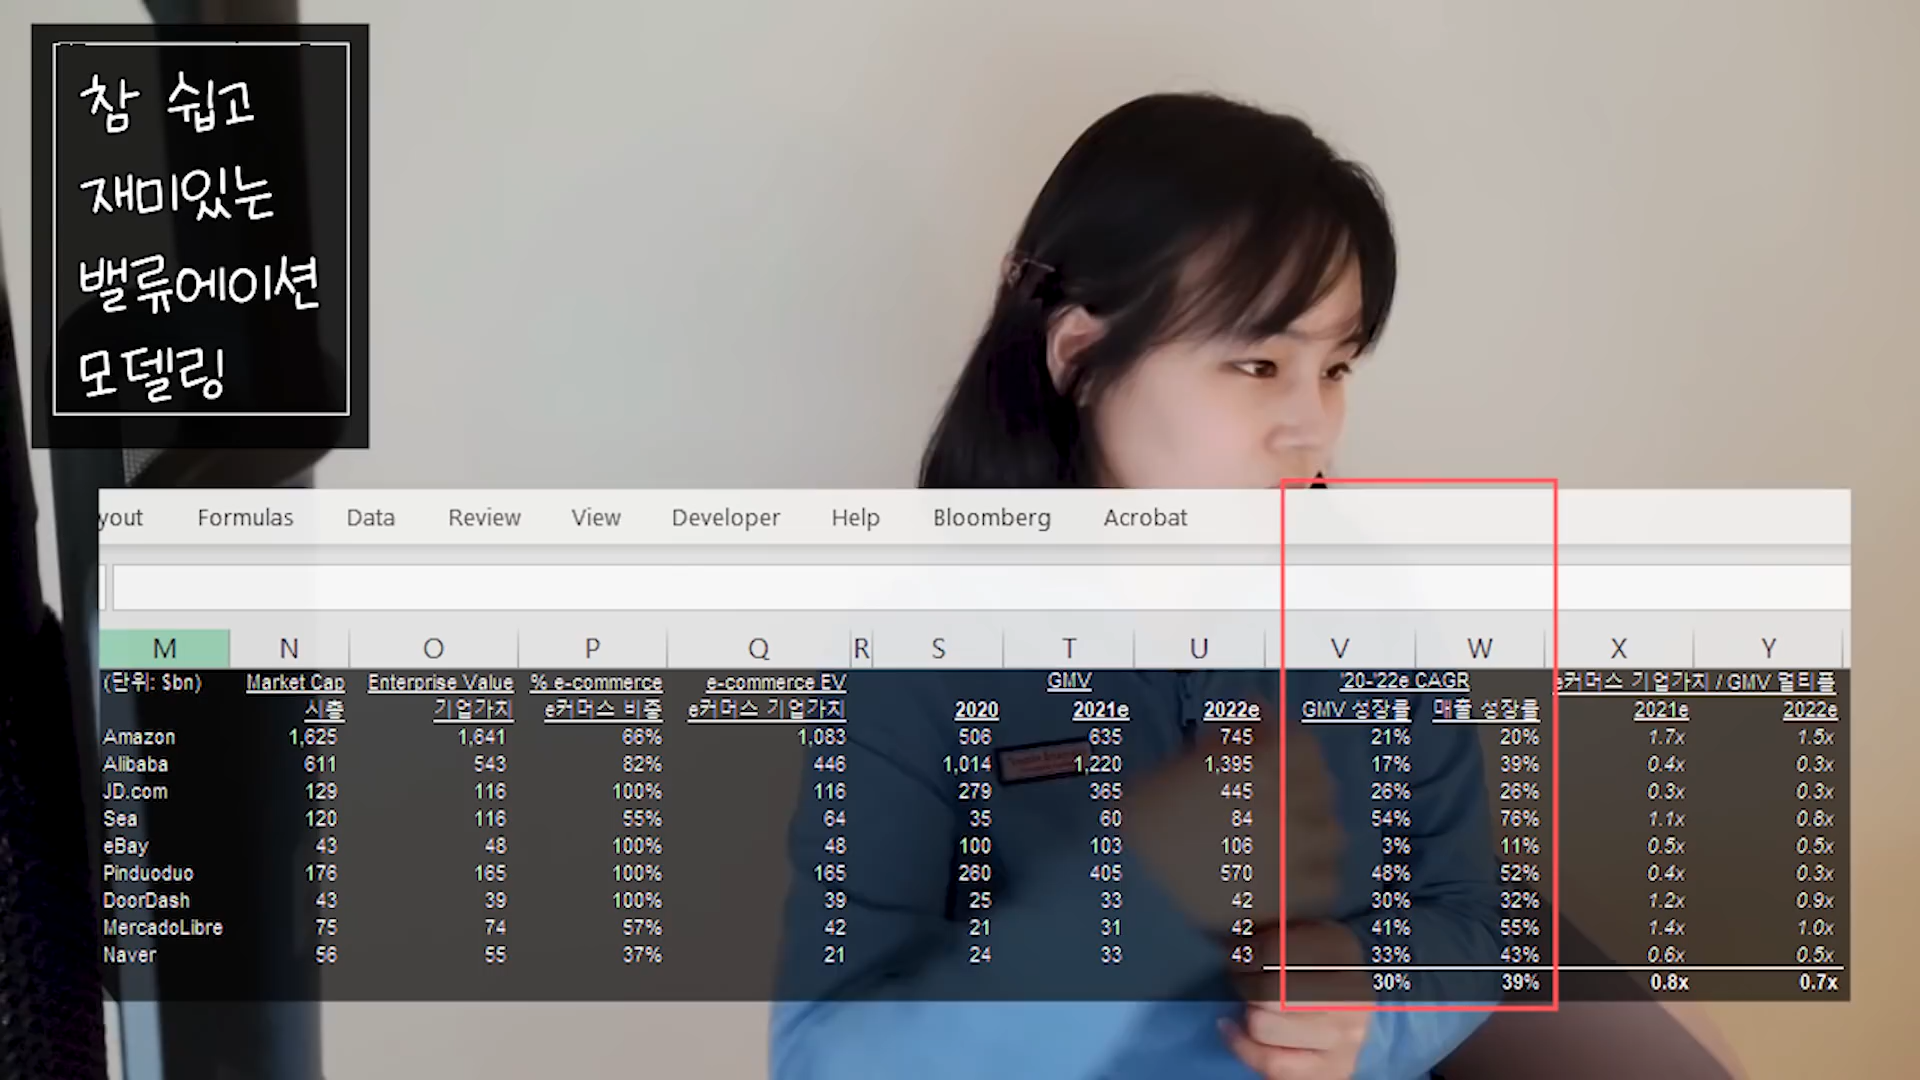 참 쉽고
재미있는
밸류에이션
모델링
yout Formulas Data Review View Developer Help Bloomberg Acrobat
M N O P Q R S T U V W X Y
(단위: $bn) Market Cap Enterprise Value % e-commerce e-commerce EV GMV '20-'22e CAGR e커머스 기업가치 / GMV 멀티플
시총 기업가치 e커머스 비중 e커머스 기업가치 2020 2021e 2022e GMV 성장률 매출 성장률 2021e 2022e
Amazon 1,625 1,641 66% 1,083 506 635 745 21% 20% 1.7x 1.5x
Alibaba 611 543 82% 446 1,014 1,220 1,395 17% 39% 0.4x 0.3x
JD.com 129 116 100% 116 279 365 445 26% 26% 0.3x 0.3x
Sea 120 116 55% 64 35 60 84 54% 76% 1.1x 0.8x
eBay 43 48 100% 48 100 103 106 3% 11% 0.5x 0.5x
Pinduoduo 176 165 100% 165 260 405 570 48% 52% 0.4x 0.3x
DoorDash 43 39 100% 39 25 33 42 30% 32% 1.2x 0.9x
MercadoLibre 75 74 57% 42 21 31 42 41% 55% 1.4x 1.0x
Naver 56 55 37% 21 24 33 43 33% 43% 0.6x 0.5x
30% 39% 0.8x 0.7x